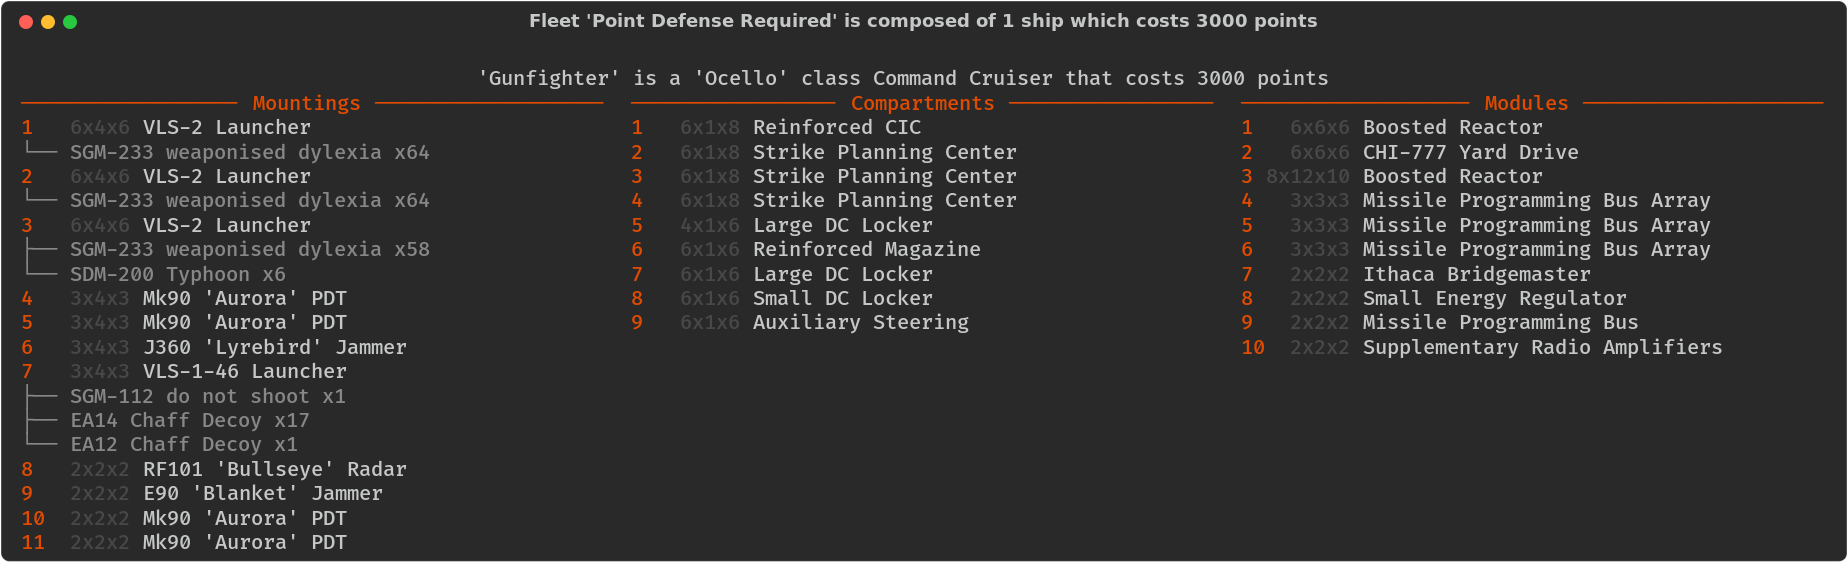 Fleet 'Point Defense Required' is composed of 1 ship which costs 3000 points
'Gunfighter' is a 'Ocello' class Command Cruiser that costs 3000 points
Mountings
1 6x4x6 VLS-2 Launcher
SGM-233 weaponised dylexia x64
2 6x4x6 VLS-2 Launcher
SGM-233 weaponised dylexia x64
3 6x4x6 VLS-2 Launcher
SGM-233 weaponised dylexia x58
SDM-200 Typhoon x6
4 3x4x3 Mk90 'Aurora' PDT
5 3x4x3 Mk90 'Aurora' PDT
6 3x4x3 J360 'Lyrebird' Jammer
7 3x4x3 VLS-1-46 Launcher
SGM-112 do not shoot x1
EA14 Chaff Decoy x17
EA12 Chaff Decoy x1
8 2x2x2 RF101 'Bullseye' Radar
9 2x2x2 E90 'Blanket' Jammer
10 2x2x2 Mk90 'Aurora' PDT
11 2x2x2 Mk90 'Aurora' PDT
Compartments
1 6x1x8 Reinforced CIC
2 6x1x8 Strike Planning Center
3 6x1x8 Strike Planning Center
4 6x1x8 Strike Planning Center
5 4x1x6 Large DC Locker
6 6x1x6 Reinforced Magazine
7 6x1x6 Large DC Locker
8 6x1x6 Small DC Locker
9 6x1x6 Auxiliary Steering
Modules
1 6x6x6 Boosted Reactor
2 6x6x6 CHI-777 Yard Drive
3 8x12x10 Boosted Reactor
4 3x3x3 Missile Programming Bus Array
5 3x3x3 Missile Programming Bus Array
6 3x3x3 Missile Programming Bus Array
7 2x2x2 Ithaca Bridgemaster
8 2x2x2 Small Energy Regulator
9 2x2x2 Missile Programming Bus
10 2x2x2 Supplementary Radio Amplifiers